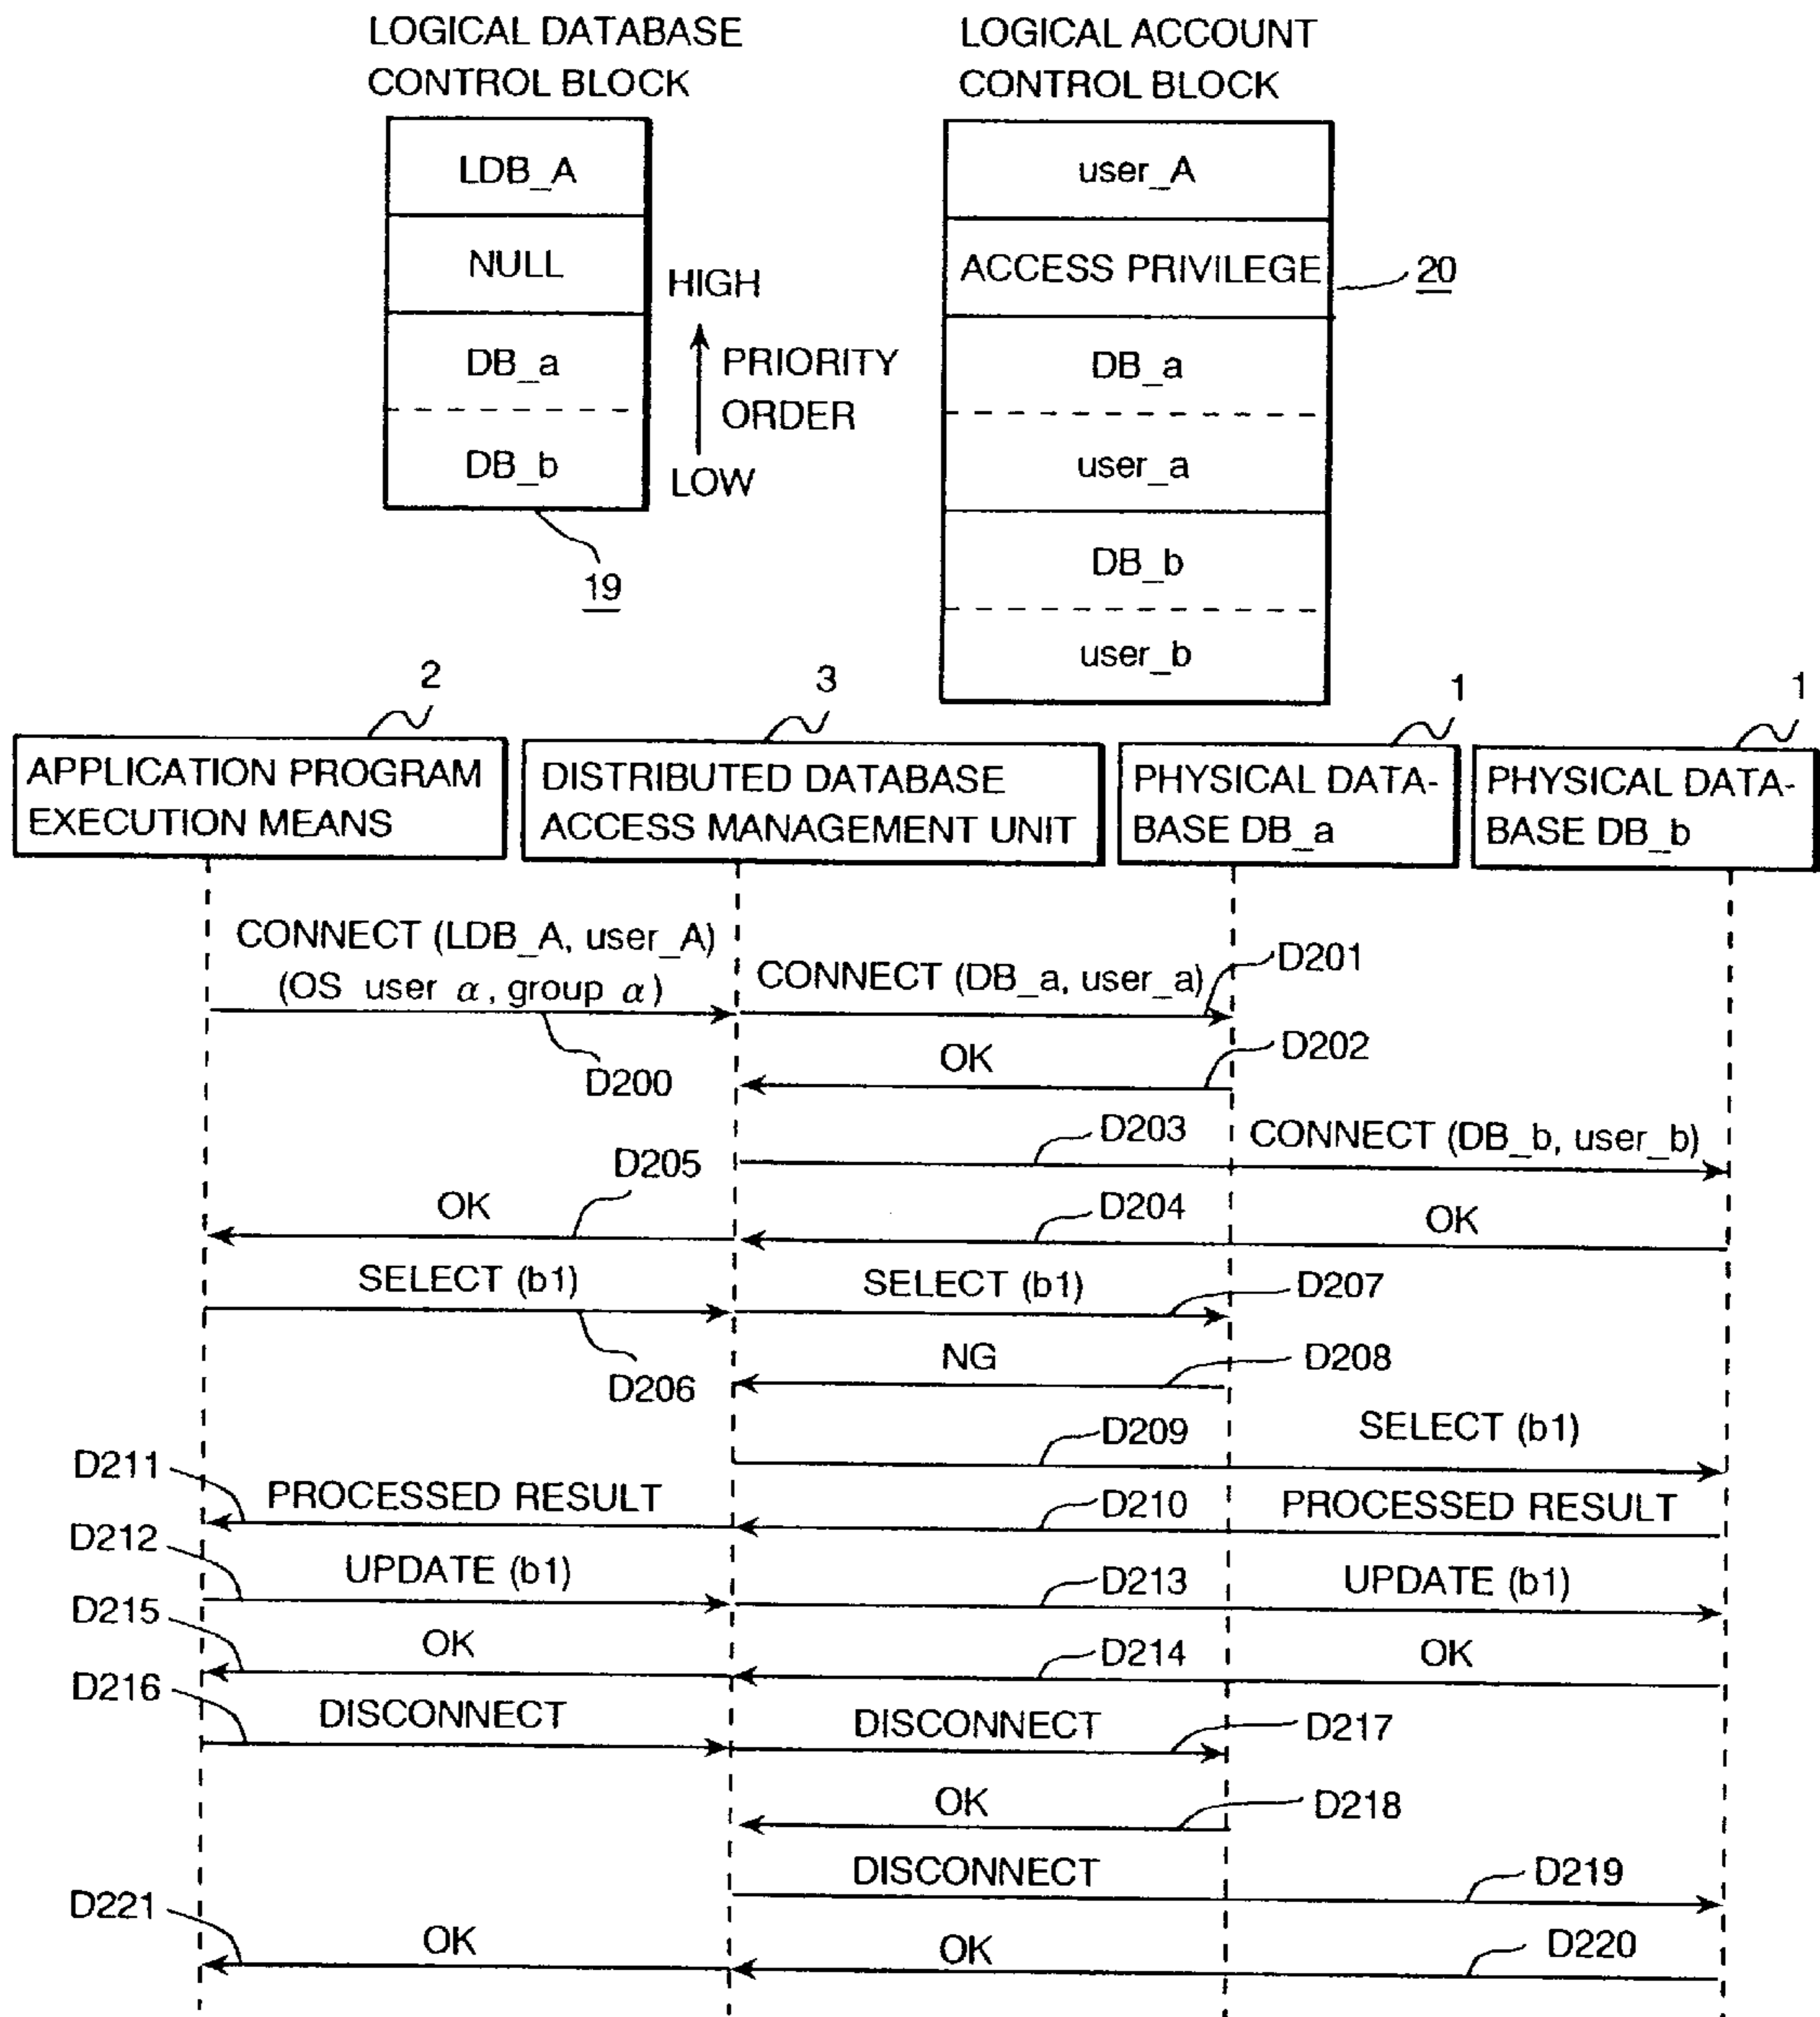 LOGICAL DATABASE
CONTROL BLOCK
LOGICAL ACCOUNT
CONTROL BLOCK
LDB_A
NULL
DB_a
DB_b
HIGH
PRIORITY
ORDER
LOW
19
user_A
ACCESS PRIVILEGE
DB_a
user_a
DB_b
user_b
20
2
3
1
1
APPLICATION PROGRAM
EXECUTION MEANS
DISTRIBUTED DATABASE
ACCESS MANAGEMENT UNIT
PHYSICAL DATA-
BASE DB_a
PHYSICAL DATA-
BASE DB_b
CONNECT (LDB_A, user_A)
(OS user α, group α)
D200
CONNECT (DB_a, user_a)
D201
OK
D202
D203
CONNECT (DB_b, user_b)
D205
OK
D204
OK
SELECT (b1)
D206
SELECT (b1)
D207
NG
D208
D209
SELECT (b1)
D211
PROCESSED RESULT
D210
PROCESSED RESULT
D212
UPDATE (b1)
D213
UPDATE (b1)
D215
OK
D214
OK
D216
DISCONNECT
DISCONNECT
D217
OK
D218
DISCONNECT
D219
D221
OK
OK
D220